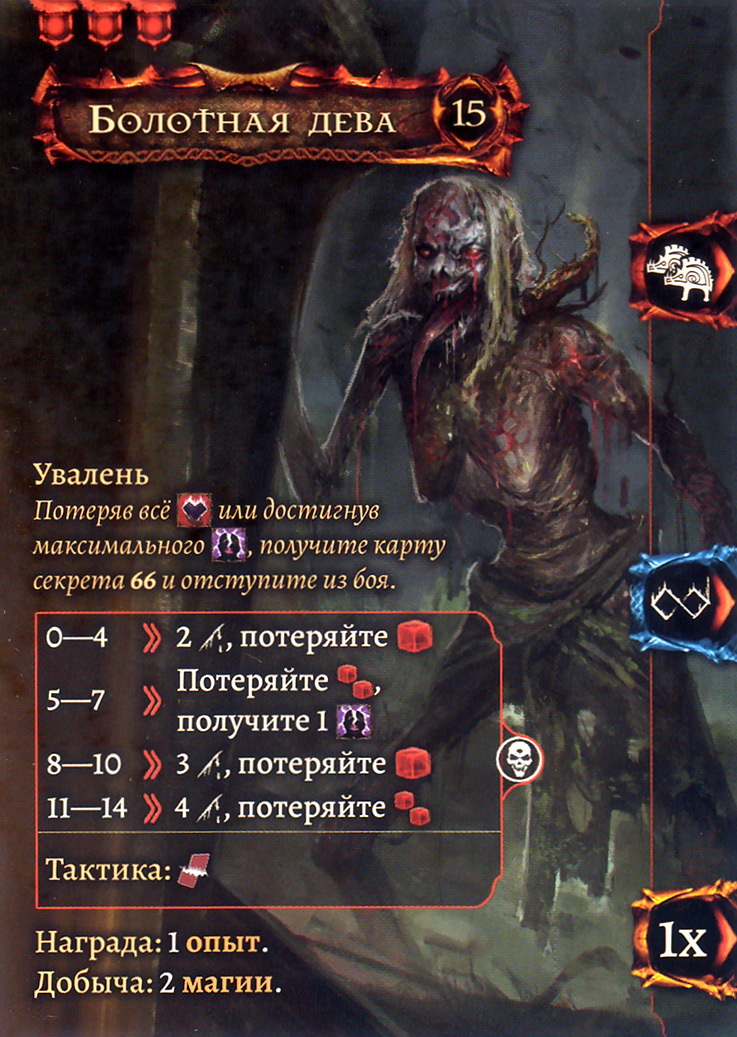 Болотная дева 15
Увалень
Потеряв всё или достигнув
максимального , получите карту
секрета 66 и отступите из боя.
0—4 2 , потеряйте
5—7 Потеряйте ,
получите 1
8—10 3 , потеряйте
11—14 4 , потеряйте
Тактика:
Награда: 1 опыт.
Добыча: 2 магии.
1x